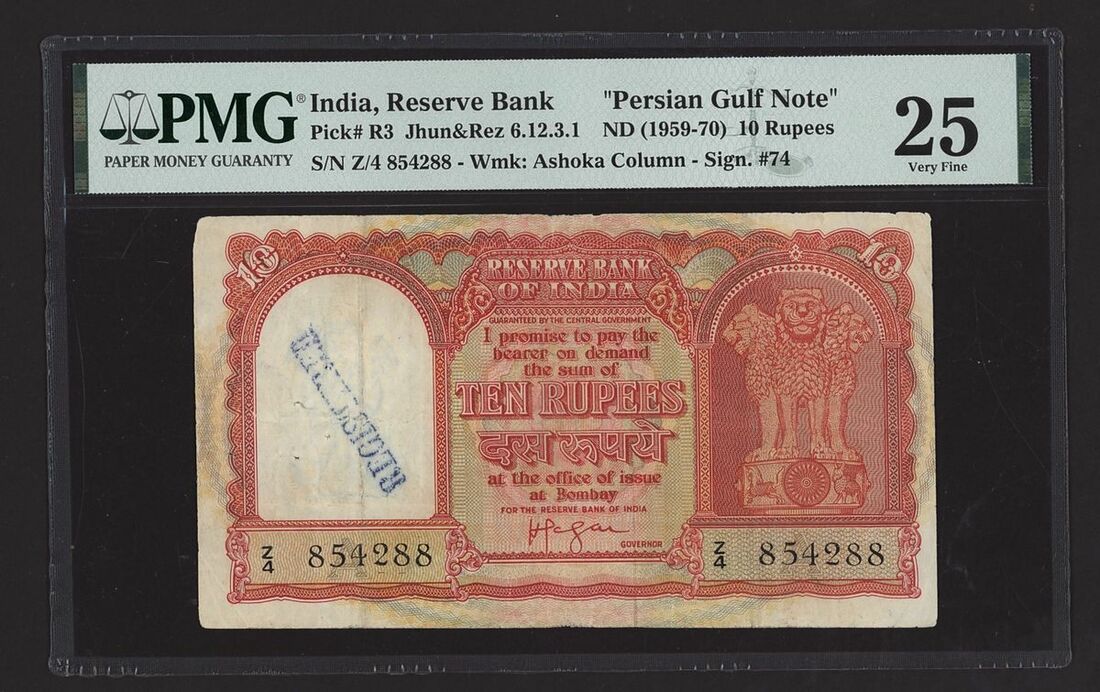 PMG®
PAPER MONEY GUARANTY
India, Reserve Bank "Persian Gulf Note"
Pick# R3 Jhun&Rez 6.12.3.1 ND (1959-70) 10 Rupees
S/N Z/4 854288 - Wmk: Ashoka Column - Sign. #74
25
Very Fine
10
10
RESERVE BANK
OF INDIA
GUARANTEED BY THE CENTRAL GOVERNMENT
I promise to pay the
bearer on demand
the sum of
TEN RUPEES
दस रुपये
at the office of issue
at Bombay
FOR THE RESERVE BANK OF INDIA
GOVERNOR
Z/4 854288
Z/4 854288